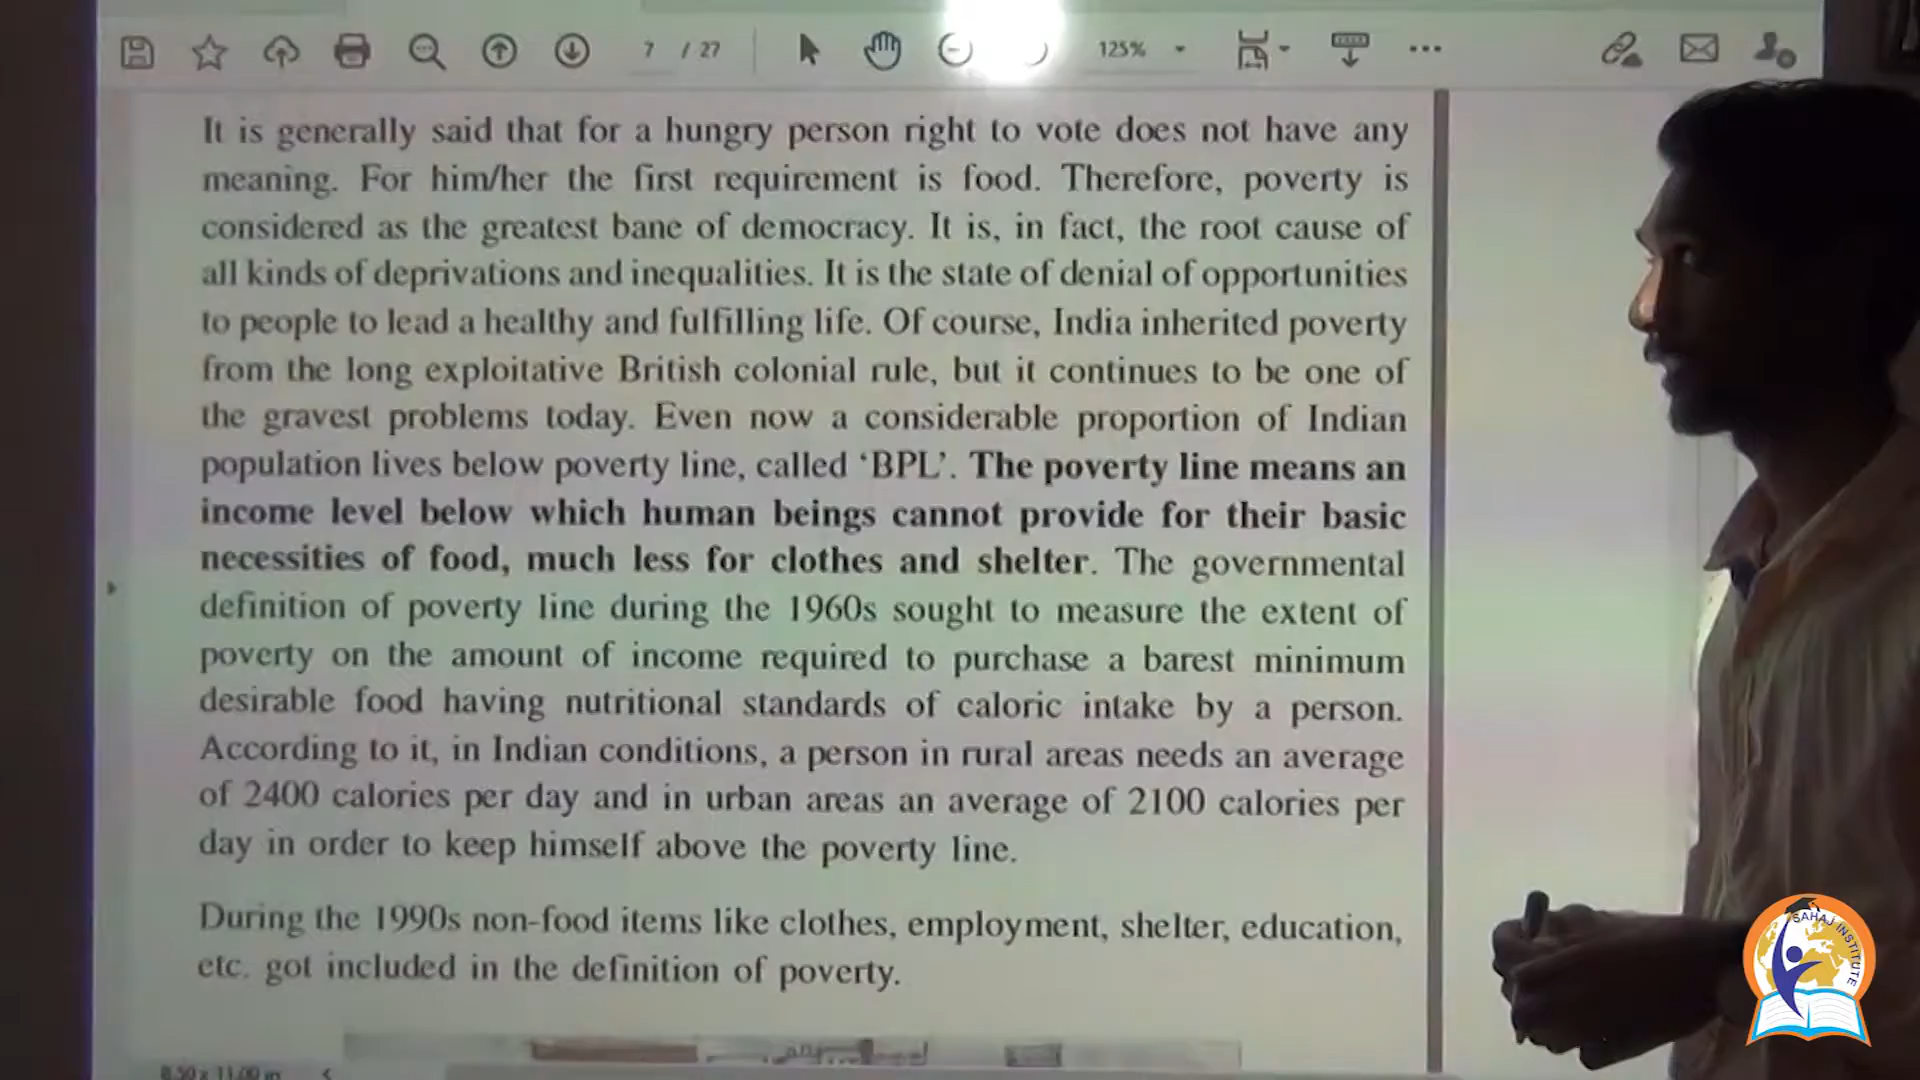 7 / 27
125%
It is generally said that for a hungry person right to vote does not have any
meaning. For him/her the first requirement is food. Therefore, poverty is
considered as the greatest bane of democracy. It is, in fact, the root cause of
all kinds of deprivations and inequalities. It is the state of denial of opportunities
to people to lead a healthy and fulfilling life. Of course, India inherited poverty
from the long exploitative British colonial rule, but it continues to be one of
the gravest problems today. Even now a considerable proportion of Indian
population lives below poverty line, called ‘BPL’. The poverty line means an
income level below which human beings cannot provide for their basic
necessities of food, much less for clothes and shelter. The governmental
definition of poverty line during the 1960s sought to measure the extent of
poverty on the amount of income required to purchase a barest minimum
desirable food having nutritional standards of caloric intake by a person.
According to it, in Indian conditions, a person in rural areas needs an average
of 2400 calories per day and in urban areas an average of 2100 calories per
day in order to keep himself above the poverty line.
During the 1990s non-food items like clothes, employment, shelter, education,
etc. got included in the definition of poverty.
8.50 x 11.00 in
SAHAJ INSTITUTE